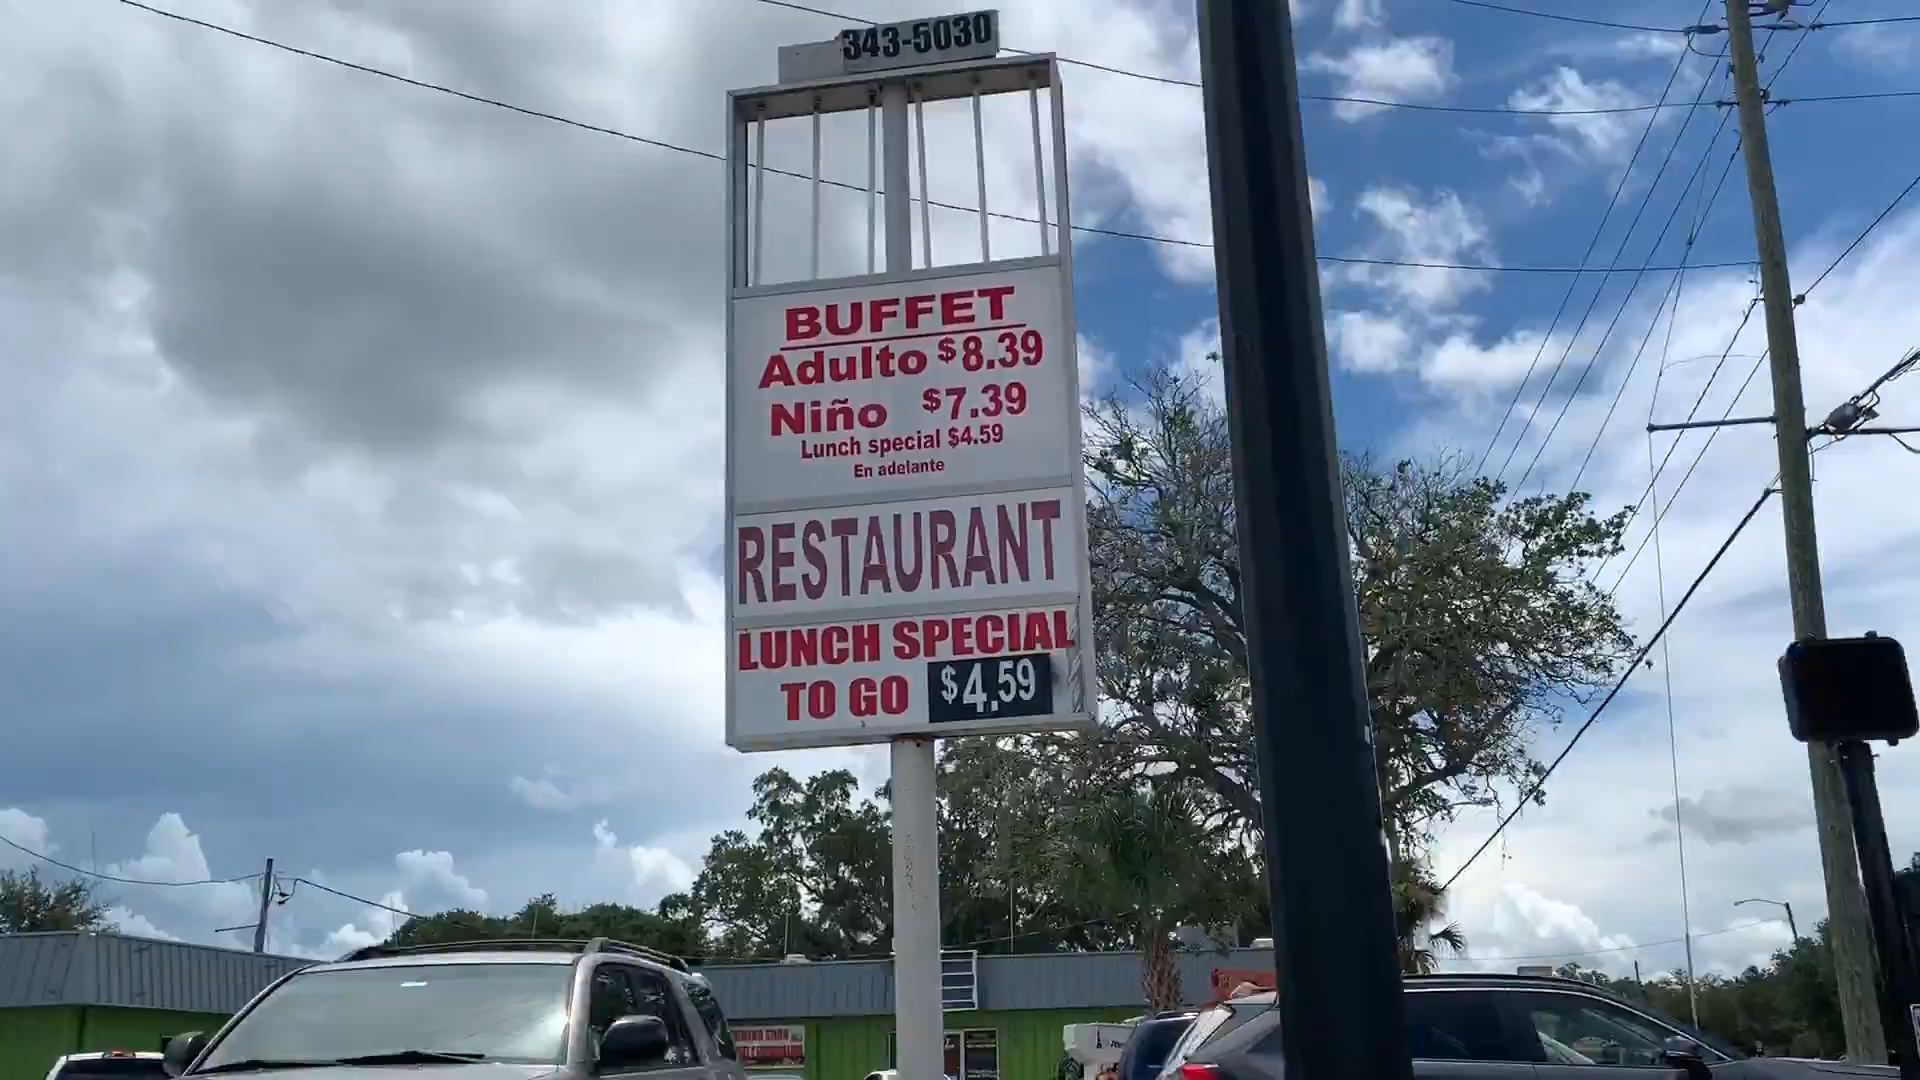 343-5030
BUFFET
Adulto $8.39
Niño $7.39
Lunch special $4.59
En adelante
RESTAURANT
LUNCH SPECIAL
TO GO $4.59